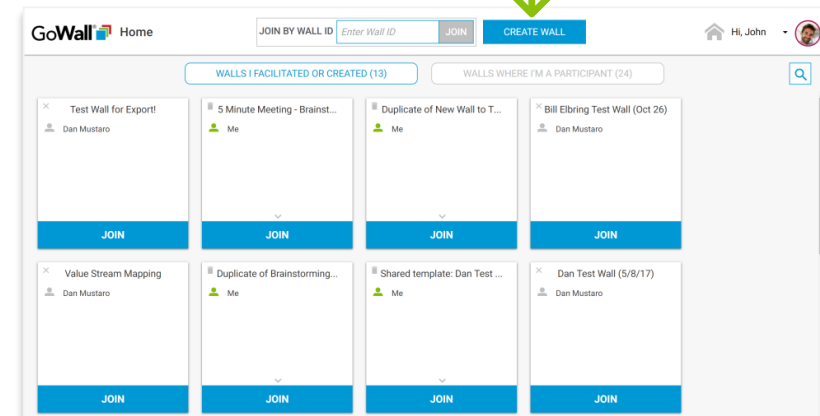 GoWall Home
JOIN BY WALL ID Enter Wall ID JOIN CREATE WALL Hi, John
WALLS I FACILITATED OR CREATED (13) WALLS WHERE I'M A PARTICIPANT (24)
Test Wall for Export! 5 Minute Meeting - Brainst... Duplicate of New Wall to T... Bill Elbring Test Wall (Oct 26)
Dan Mustaro Me Me Dan Mustaro
JOIN JOIN JOIN JOIN
Value Stream Mapping Duplicate of Brainstorming... Shared template: Dan Test ... Dan Test Wall (5/8/17)
Dan Mustaro Me Me Dan Mustaro
JOIN JOIN JOIN JOIN